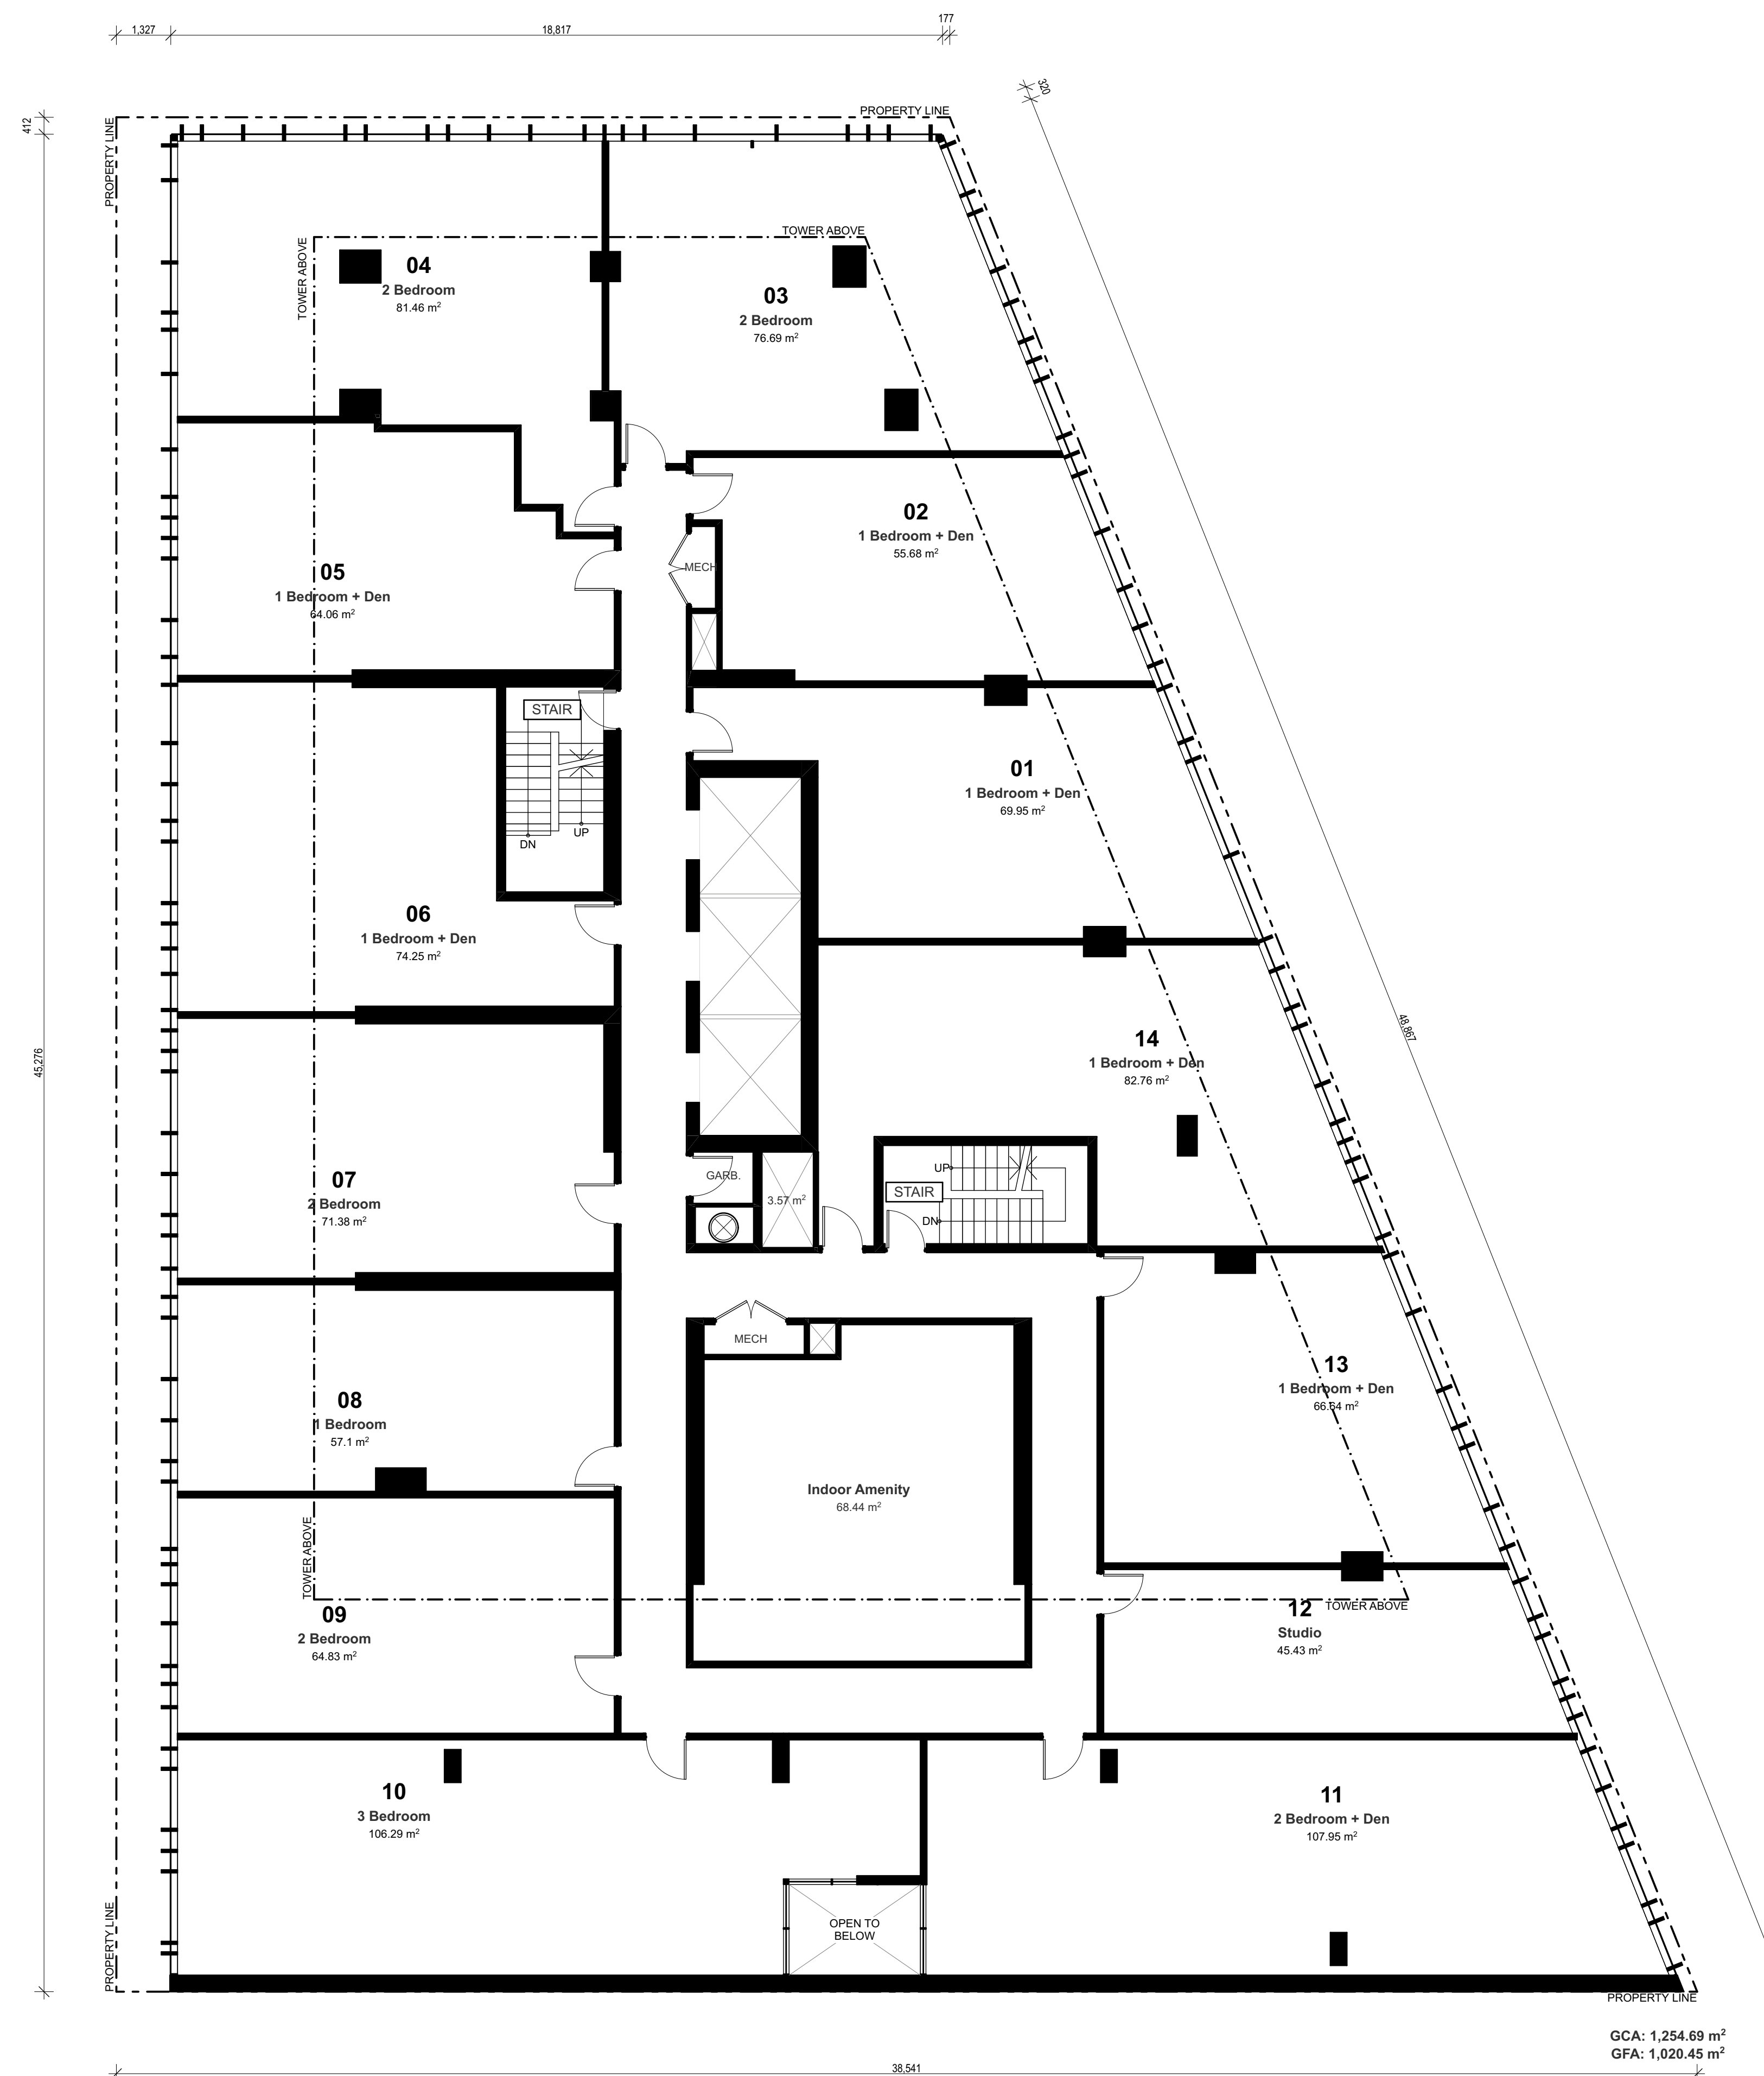 177
1,327
18,817
320
412
PROPERTY LINE
PROPERTY LINE
TOWER ABOVE
TOWER ABOVE
04
2 Bedroom
81.46 m²
03
2 Bedroom
76.69 m²
02
1 Bedroom + Den
55.68 m²
MECH
05
1 Bedroom + Den
64.06 m²
STAIR
UP
DN
01
1 Bedroom + Den
69.95 m²
06
1 Bedroom + Den
74.25 m²
45,276
48,867
14
1 Bedroom + Den
82.76 m²
07
2 Bedroom
71.38 m²
GARB.
3.57 m²
UP
STAIR
DN
MECH
13
1 Bedroom + Den
66.64 m²
08
1 Bedroom
57.1 m²
Indoor Amenity
68.44 m²
TOWER ABOVE
TOWER ABOVE
09
2 Bedroom
64.83 m²
12
Studio
45.43 m²
10
3 Bedroom
106.29 m²
11
2 Bedroom + Den
107.95 m²
OPEN TO
BELOW
PROPERTY LINE
PROPERTY LINE
GCA: 1,254.69 m²
GFA: 1,020.45 m²
38,541